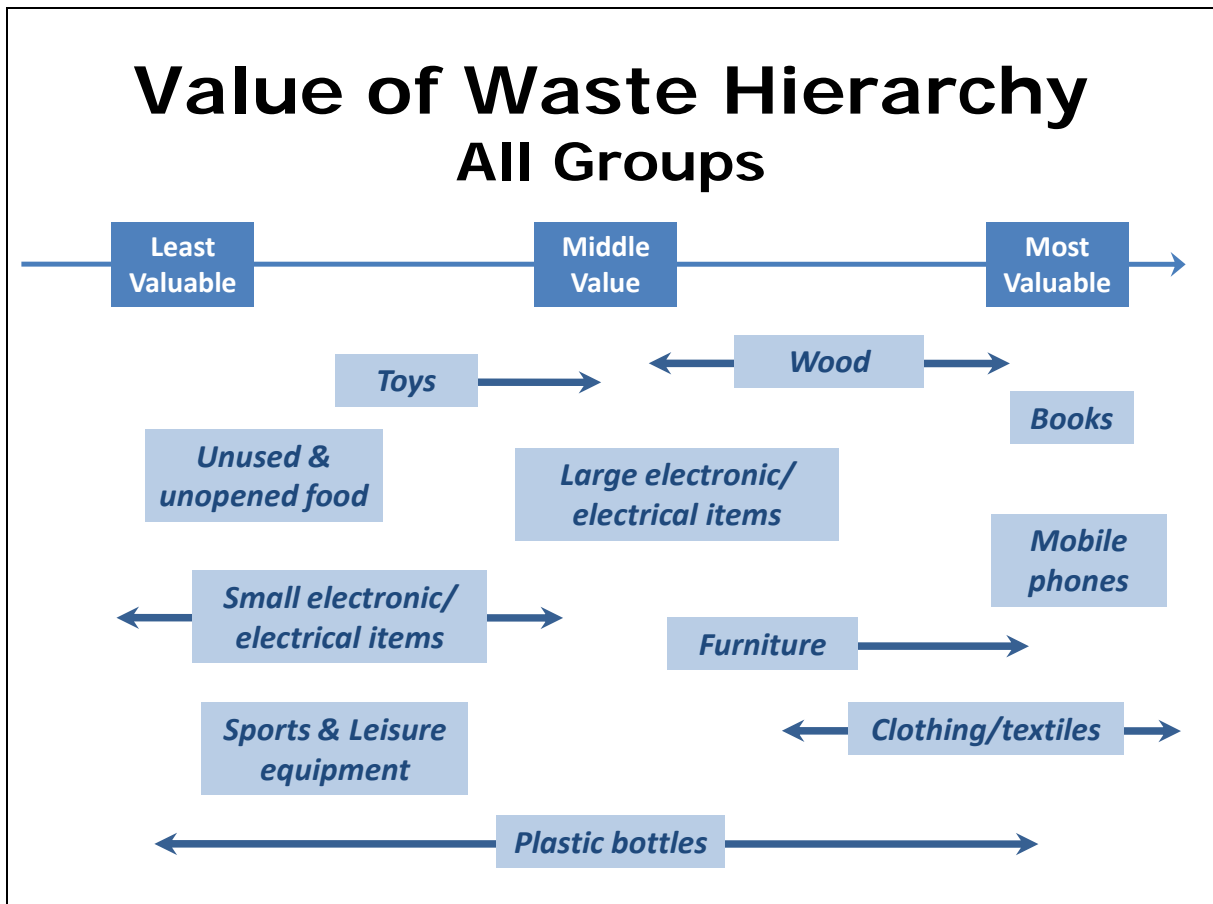 Value of Waste Hierarchy
All Groups
Least
Valuable
Middle
Value
Most
Valuable
Toys
Wood
Books
Unused &
unopened food
Large electronic/
electrical items
Mobile
phones
Small electronic/
electrical items
Furniture
Sports & Leisure
equipment
Clothing/textiles
Plastic bottles